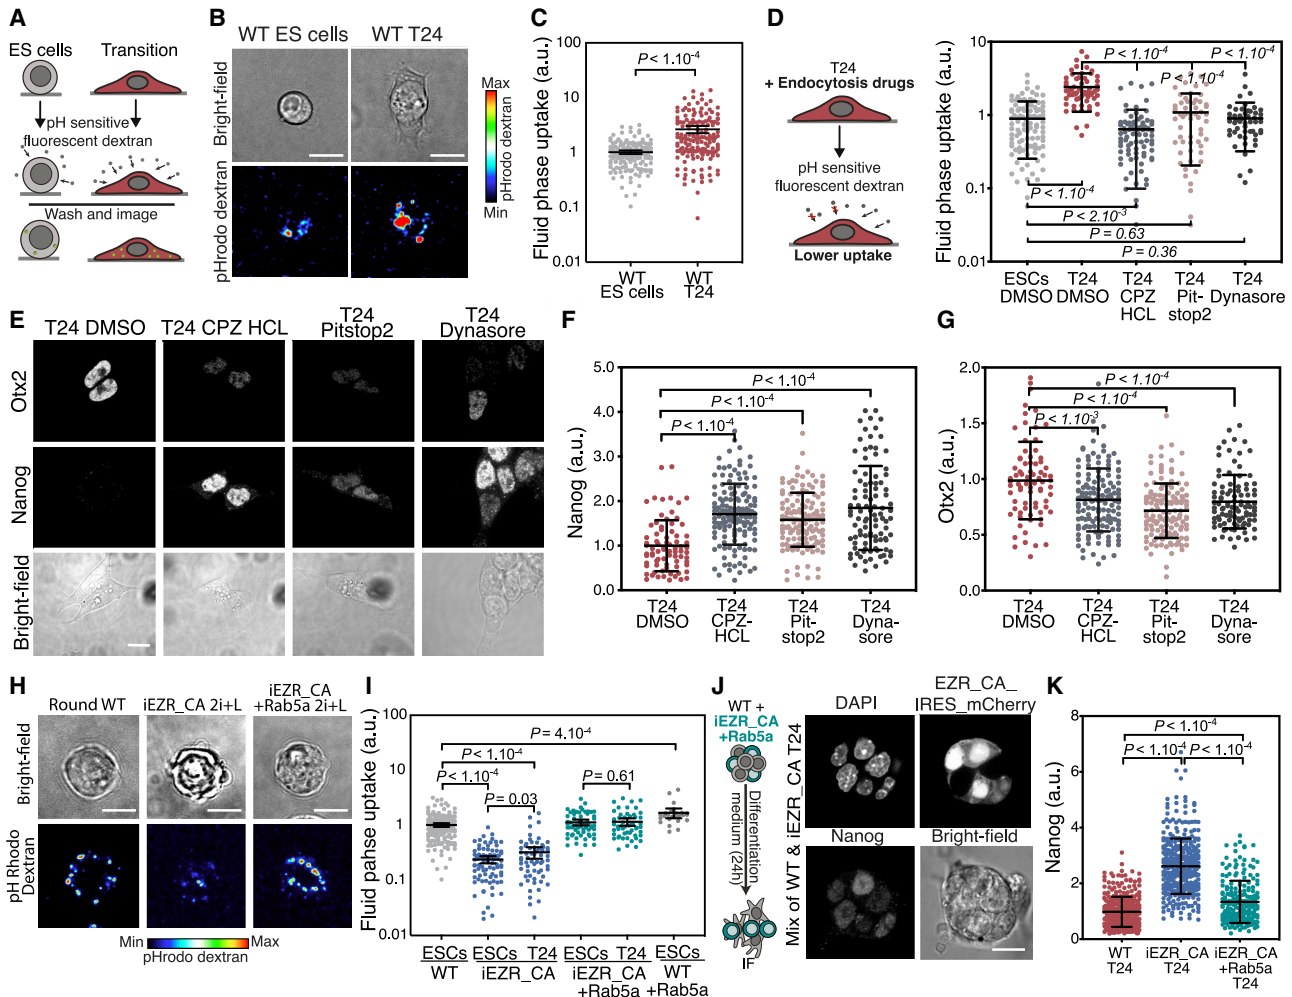 A
ES cells
Transition
pH sensitive
fluorescent dextran
Wash and image
B
WT ES cells
WT T24
Bright-field
pHrodo dextran
Max
pHrodo dextran
Min
C
Fluid phase uptake (a.u.)
100
10
1
0.1
0.01
P < 1.10-4
WT
ES cells
WT
T24
D
T24
+ Endocytosis drugs
pH sensitive
fluorescent dextran
Lower uptake
Fluid phase uptake (a.u.)
10
1
0.1
0.01
P < 1.10-4
P < 1.10-4
P < 1.10-4
P < 1.10-4
P < 2.10-3
P = 0.63
P = 0.36
ESCs
DMSO
T24
DMSO
T24
CPZ
HCL
T24
Pit-
stop2
T24
Dynasore
E
T24 DMSO
T24 CPZ HCL
T24
Pitstop2
T24
Dynasore
Otx2
Nanog
Bright-field
F
Nanog (a.u.)
5.0
4.0
3.0
2.0
1.0
0.0
P < 1.10-4
P < 1.10-4
P < 1.10-4
T24
DMSO
T24
CPZ-
HCL
T24
Pit-
stop2
T24
Dyna-
sore
G
Otx2 (a.u.)
2.0
1.5
1.0
0.5
0.0
P < 1.10-4
P < 1.10-4
P < 1.10-3
T24
DMSO
T24
CPZ-HCL
T24
Pit-
stop2
T24
Dyna-
sore
H
Round WT
iEZR_CA 2i+L
iEZR_CA
+Rab5a 2i+L
Bright-field
pH Rhodo
Dextran
Min
Max
pHrodo dextran
I
Fluid pahse uptake (a.u.)
100
10
1
0.1
0.01
P = 4.10-4
P < 1.10-4
P < 1.10-4
P = 0.03
P = 0.61
ESCs
WT
ESCs T24
iEZR_CA
ESCs T24
iEZR_CA
+Rab5a
ESCs
WT
+Rab5a
J
WT +
iEZR_CA
+Rab5a
Differentiation
medium (24h)
IF
Mix of WT & iEZR_CA T24
DAPI
EZR_CA_
IRES_mCherry
Nanog
Bright-field
K
Nanog (a.u.)
8
6
4
2
0
P < 1.10-4
P < 1.10-4
P < 1.10-4
WT
T24
iEZR_CA
T24
iEZR_CA
+Rab5a
T24